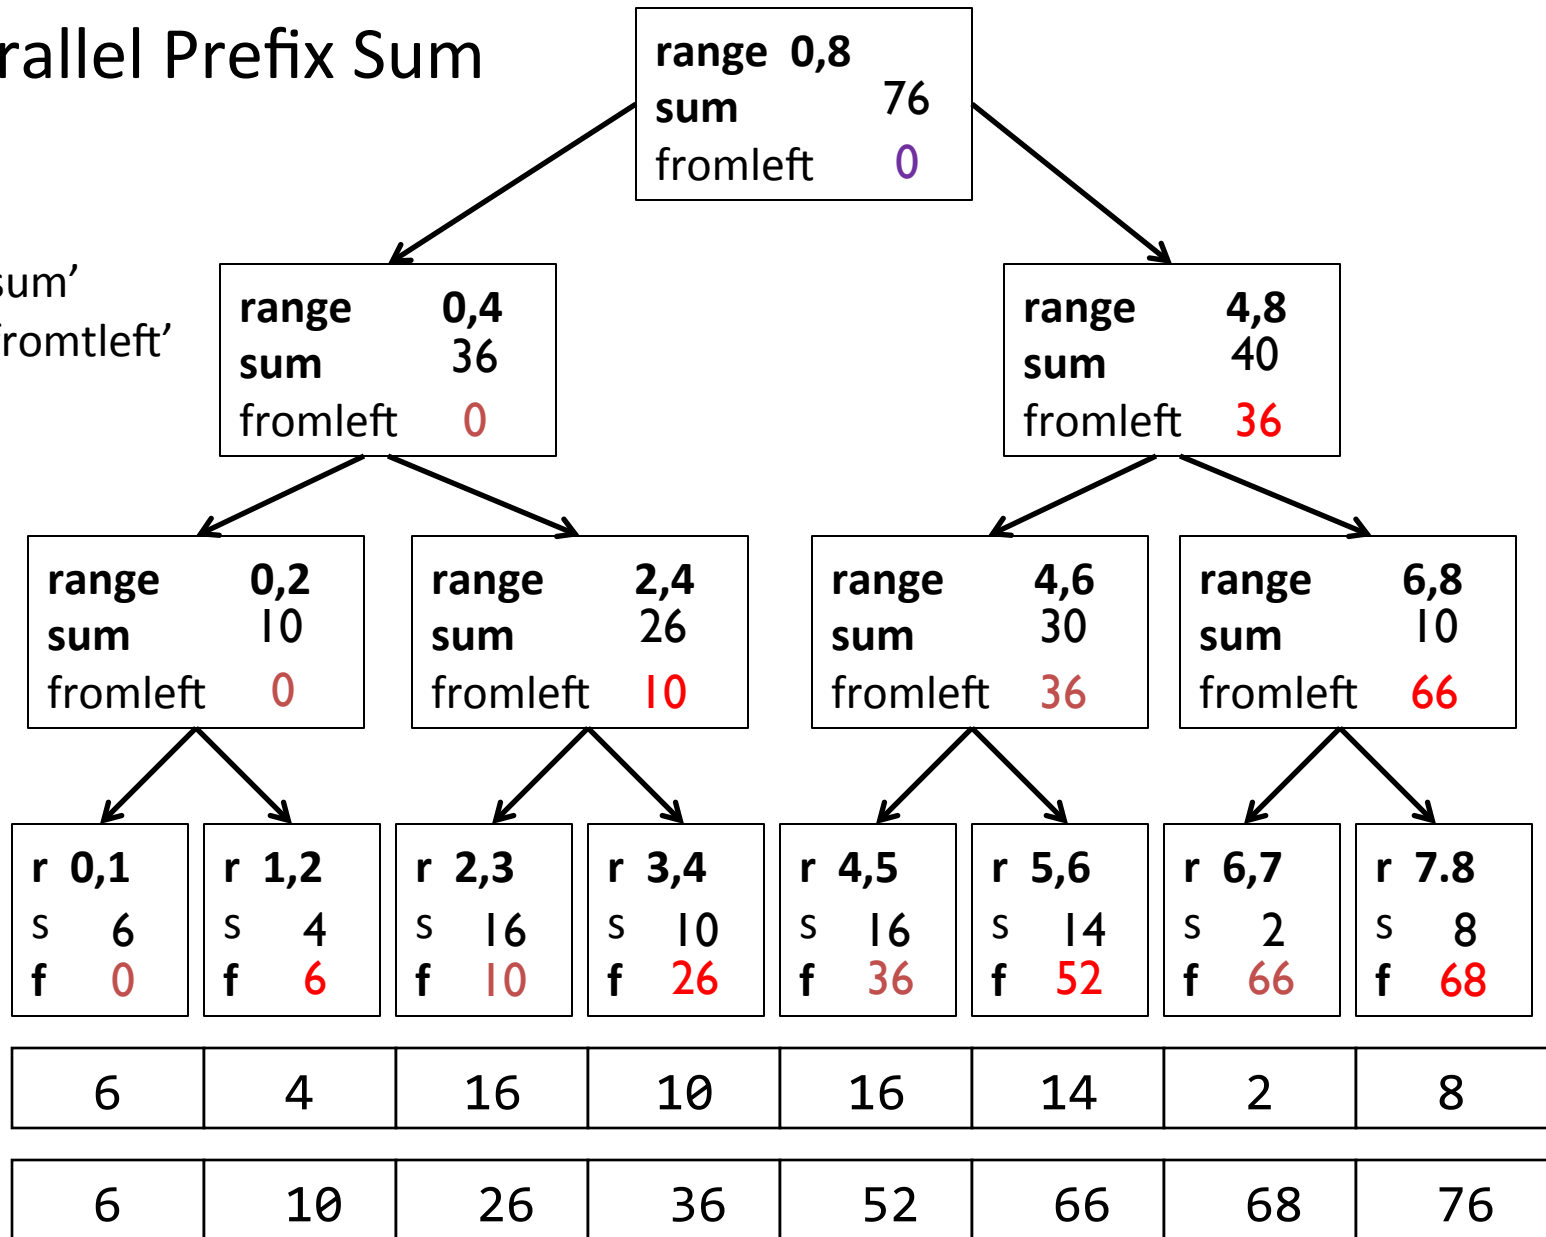 rallel Prefix Sum
range 0,8
sum 76
fromleft 0
sum’
fromtleft’
range 0,4
sum 36
fromleft 0
range 4,8
sum 40
fromleft 36
range 0,2
sum 10
fromleft 0
range 2,4
sum 26
fromleft 10
range 4,6
sum 30
fromleft 36
range 6,8
sum 10
fromleft 66
r 0,1
s 6
f 0
r 1,2
s 4
f 6
r 2,3
s 16
f 10
r 3,4
s 10
f 26
r 4,5
s 16
f 36
r 5,6
s 14
f 52
r 6,7
s 2
f 66
r 7.8
s 8
f 68
6 4 16 10 16 14 2 8
6 10 26 36 52 66 68 76